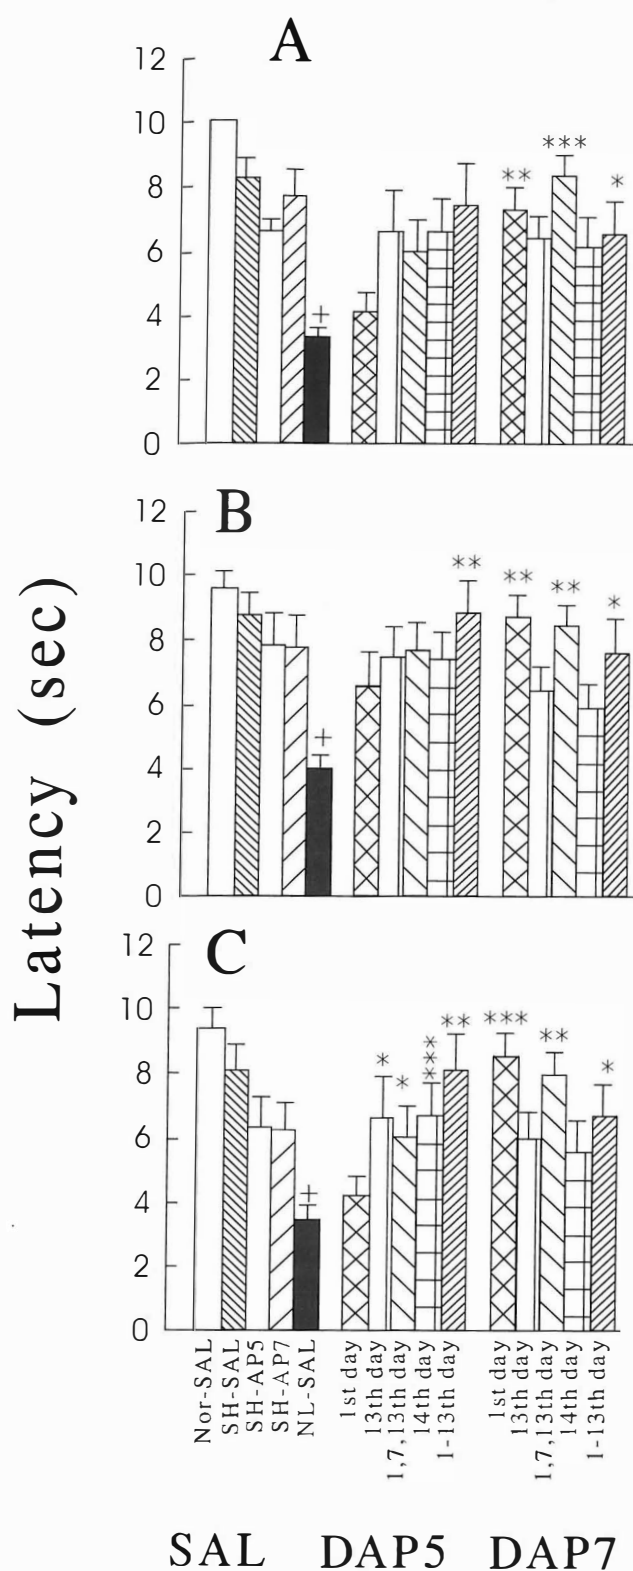 A
12
10
8
6
4
2
0
+
** *** *
B
12
10
8
6
4
2
0
+
** ** ** *
C
12
10
8
6
4
2
0
+
* * *** ** *** ** *
Latency (sec)
Nor-SAL
SH-SAL
SH-AP5
SH-AP7
NL-SAL
1st day
13th day
1,7,13th day
14th day
1-13th day
1st day
13th day
1,7,13th day
14th day
1-13th day
SAL DAP5 DAP7